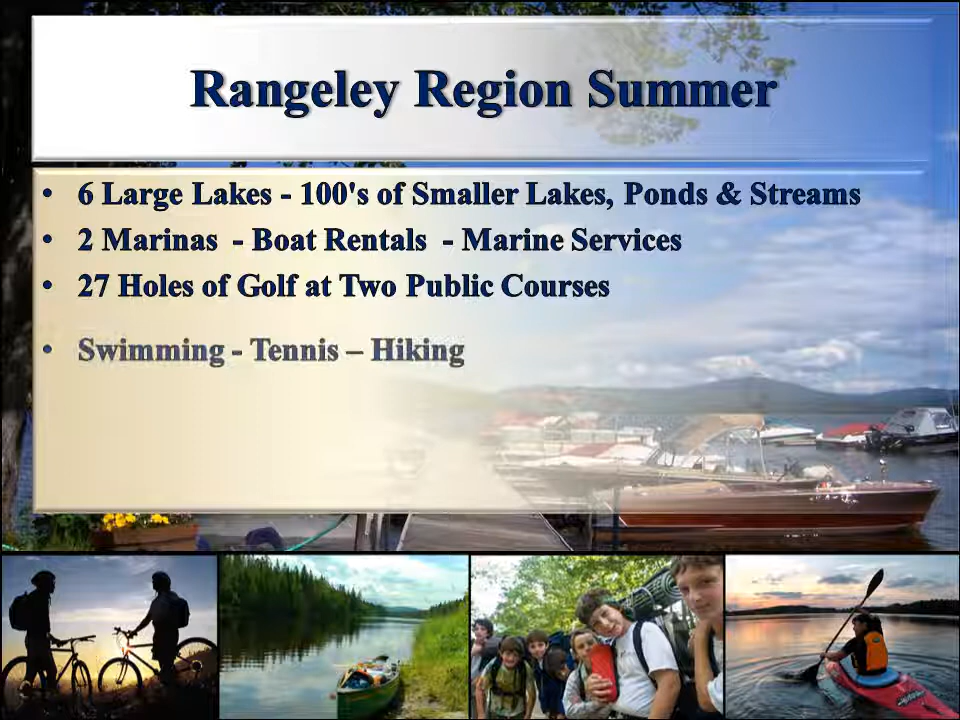 Rangeley Region Summer
• 6 Large Lakes - 100's of Smaller Lakes, Ponds & Streams
• 2 Marinas - Boat Rentals - Marine Services
• 27 Holes of Golf at Two Public Courses
• Swimming - Tennis – Hiking